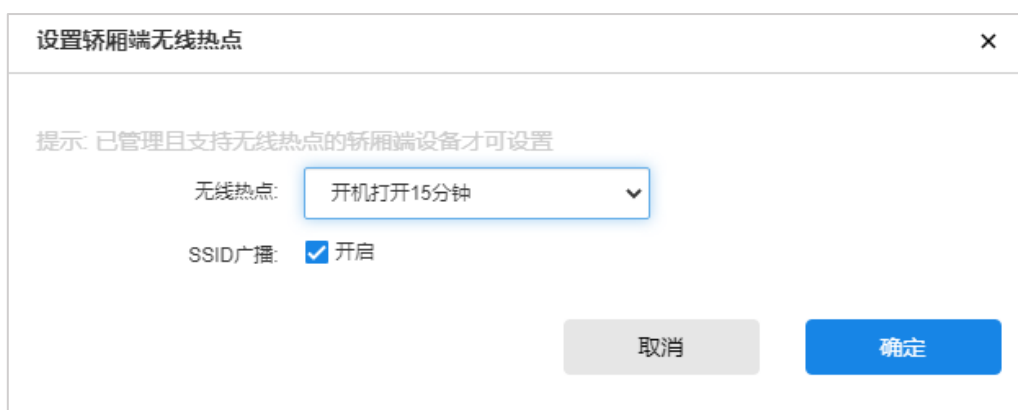 设置轿厢端无线热点
提示: 已管理且支持无线热点的轿厢端设备才可设置
无线热点: 开机打开15分钟
SSID广播: 开启
取消 确定